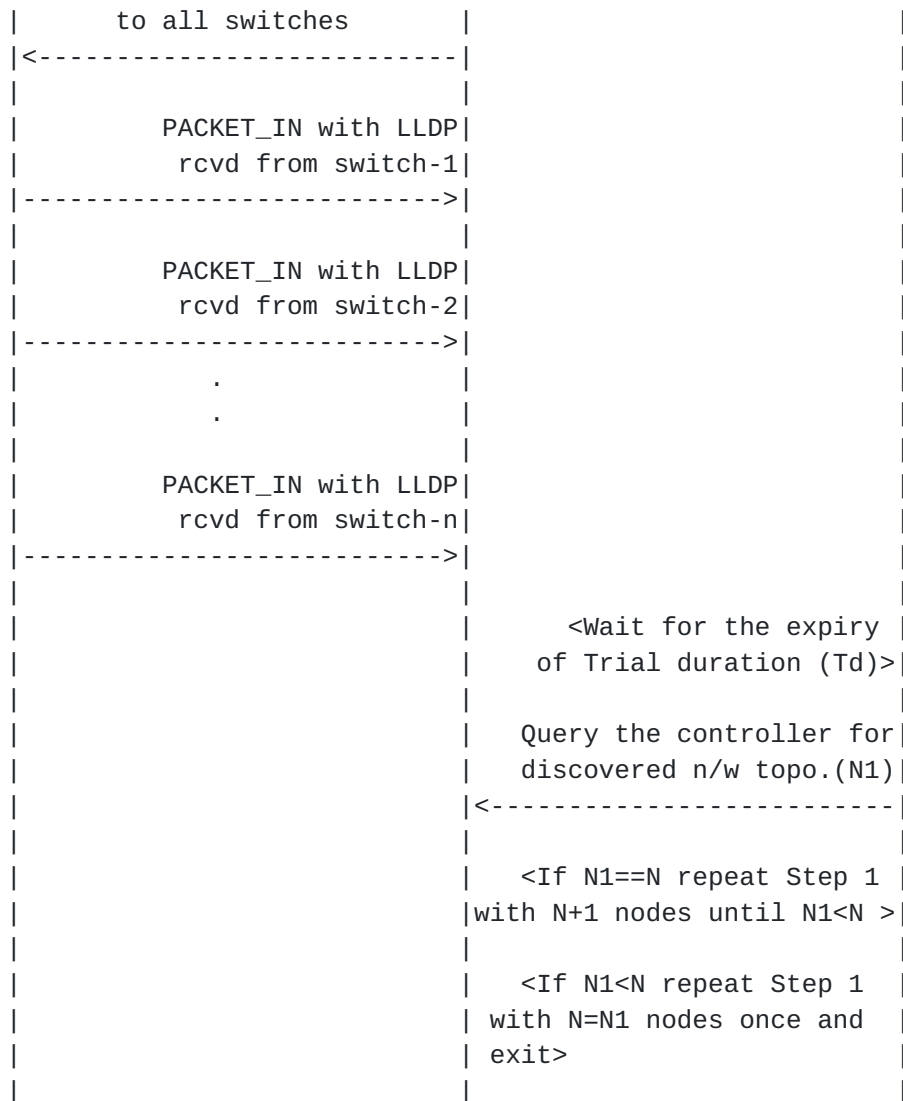 |      to all switches       |                            |
|<---------------------------|                            |
|                            |                            |
|         PACKET_IN with LLDP|                            |
|          rcvd from switch-1|                            |
|--------------------------->|                            |
|                            |                            |
|         PACKET_IN with LLDP|                            |
|          rcvd from switch-2|                            |
|--------------------------->|                            |
|            .               |                            |
|            .               |                            |
|                            |                            |
|         PACKET_IN with LLDP|                            |
|          rcvd from switch-n|                            |
|--------------------------->|                            |
|                            |                            |
|                            |      <Wait for the expiry  |
|                            |    of Trial duration (Td)>|
|                            |                            |
|                            |   Query the controller for|
|                            |   discovered n/w topo.(N1)|
|                            |<--------------------------|
|                            |                            |
|                            |   <If N1==N repeat Step 1 |
|                            |with N+1 nodes until N1<N >|
|                            |                            |
|                            |   <If N1<N repeat Step 1  |
|                            | with N=N1 nodes once and  |
|                            | exit>                      |
|                            |                            |